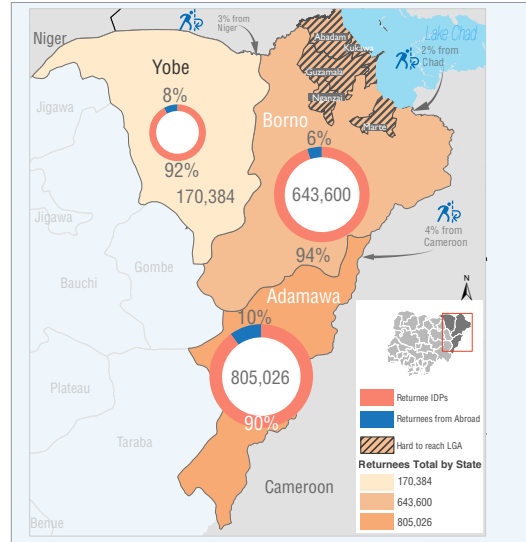 3% from
Niger
Niger
Lake Chad
Abadam
Kukawa
2% from
Chad
Yobe
Guzamala
8%
Nganzai
Jigawa
Borno
Marte
6%
92%
170,384
643,600
Jigawa
4% from
Cameroon
94%
Gombe
Bauchi
Adamawa
N
10%
805,026
Plateau
90%
Returnee IDPs
Returnees from Abroad
Taraba
Hard to reach LGA
Returnees Total by State
170,384
Cameroon
643,600
Benue
805,026